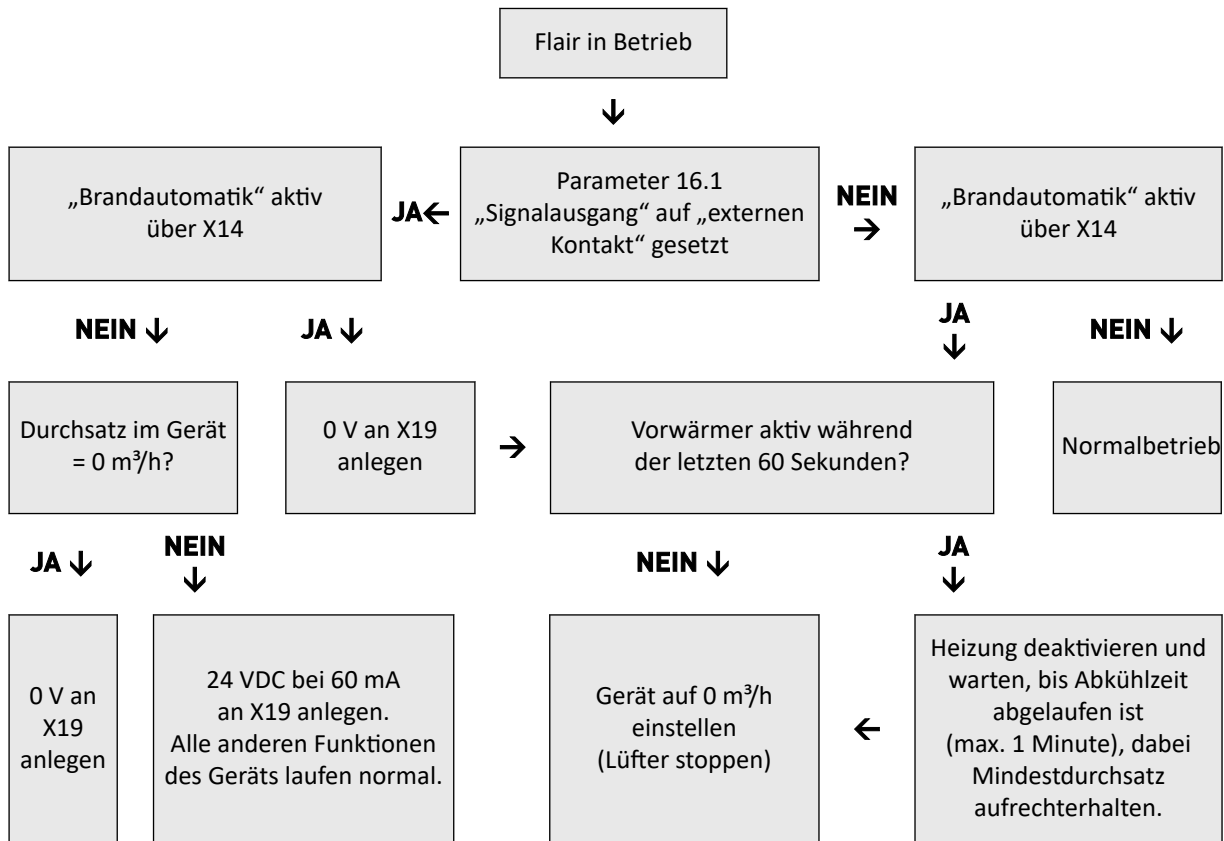 Flair in Betrieb
„Brandautomatik“ aktiv
über X14
JA
Parameter 16.1
„Signalausgang“ auf „externen
Kontakt“ gesetzt
NEIN
„Brandautomatik“ aktiv
über X14
NEIN
JA
JA
NEIN
Durchsatz im Gerät
= 0 m³/h?
0 V an X19
anlegen
Vorwärmer aktiv während
der letzten 60 Sekunden?
Normalbetrieb
JA
NEIN
NEIN
JA
0 V an
X19
anlegen
24 VDC bei 60 mA
an X19 anlegen.
Alle anderen Funktionen
des Geräts laufen normal.
Gerät auf 0 m³/h
einstellen
(Lüfter stoppen)
Heizung deaktivieren und
warten, bis Abkühlzeit
abgelaufen ist
(max. 1 Minute), dabei
Mindestdurchsatz
aufrechterhalten.